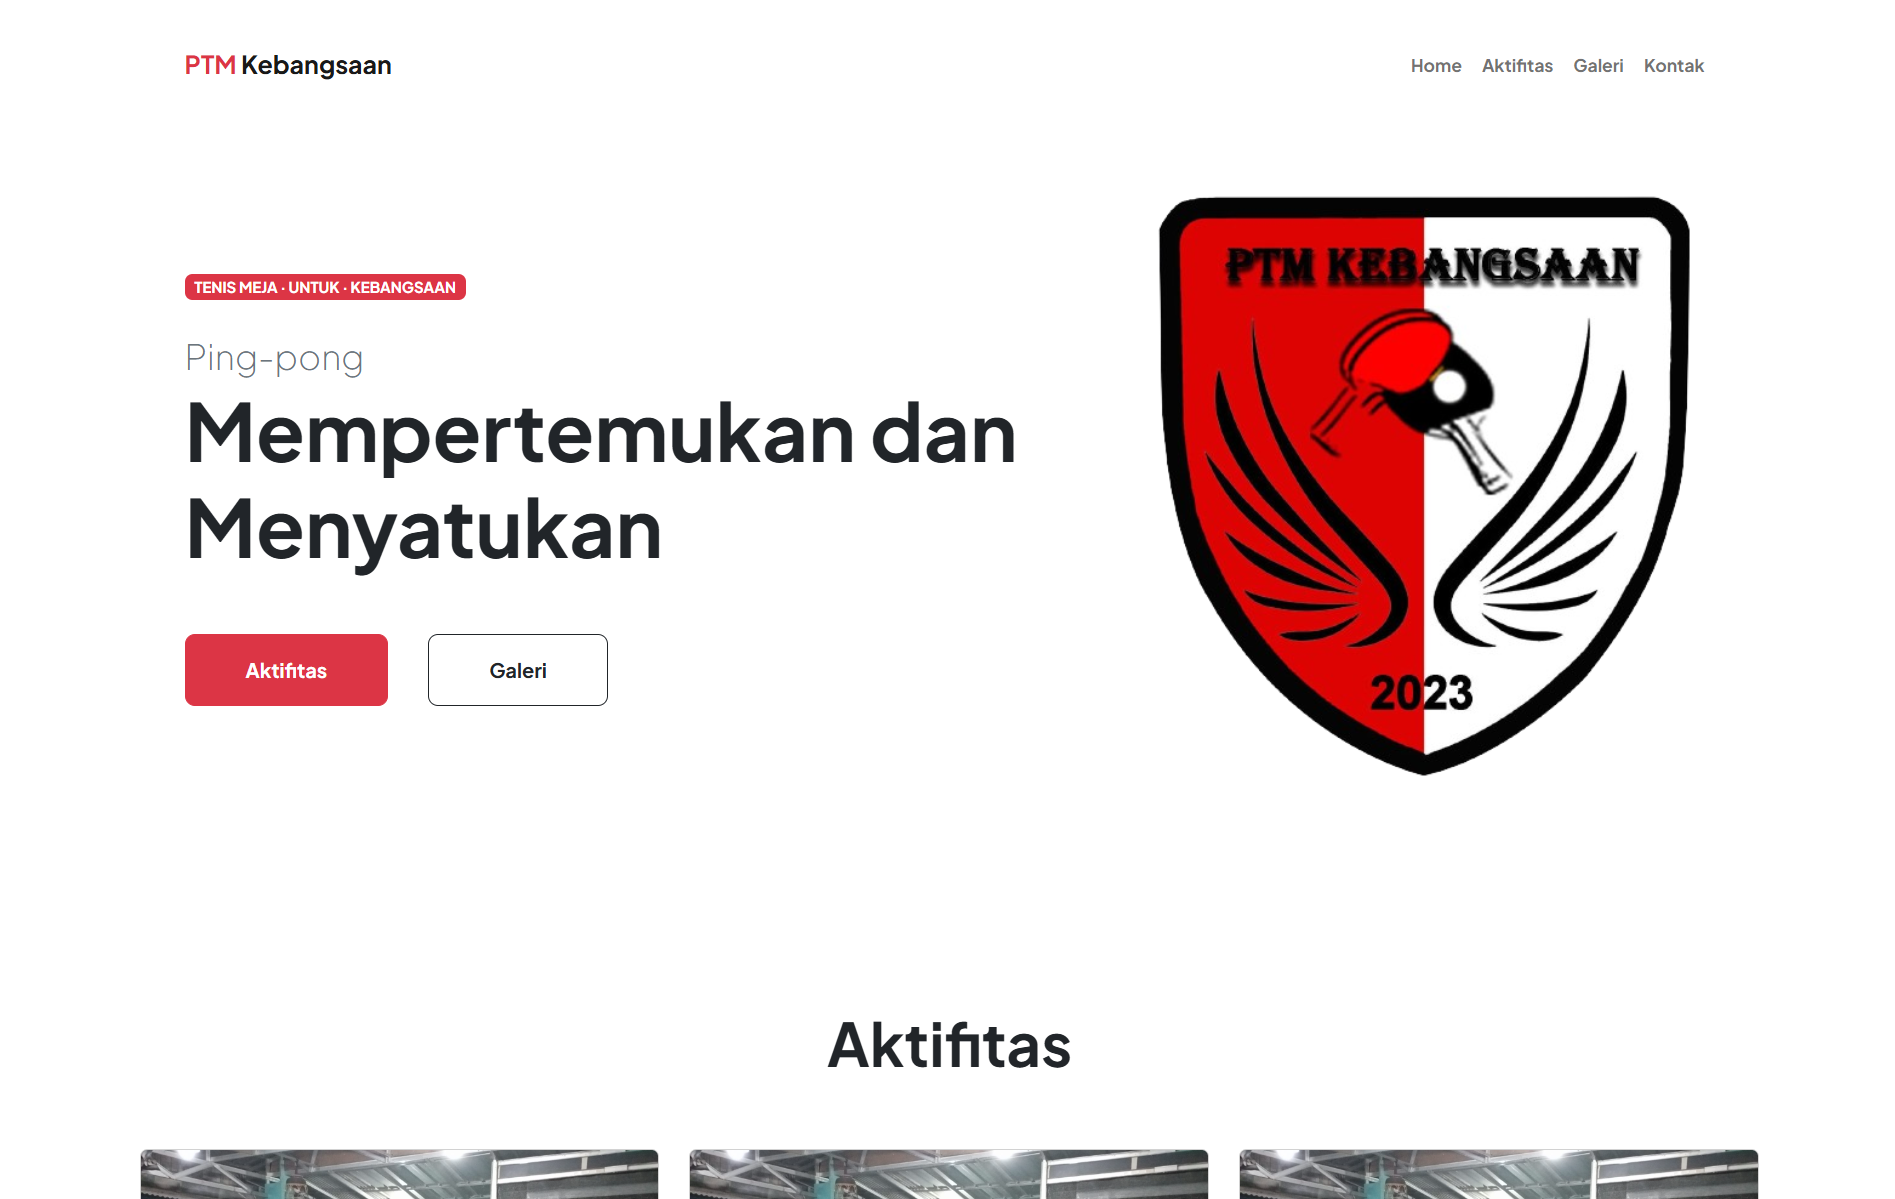 PTM Kebangsaan
Home Aktifitas Galeri Kontak
TENIS MEJA · UNTUK · KEBANGSAAN
Ping-pong
Mempertemukan dan
Menyatukan
Aktifitas Galeri
PTM KEBANGSAAN
2023
Aktifitas